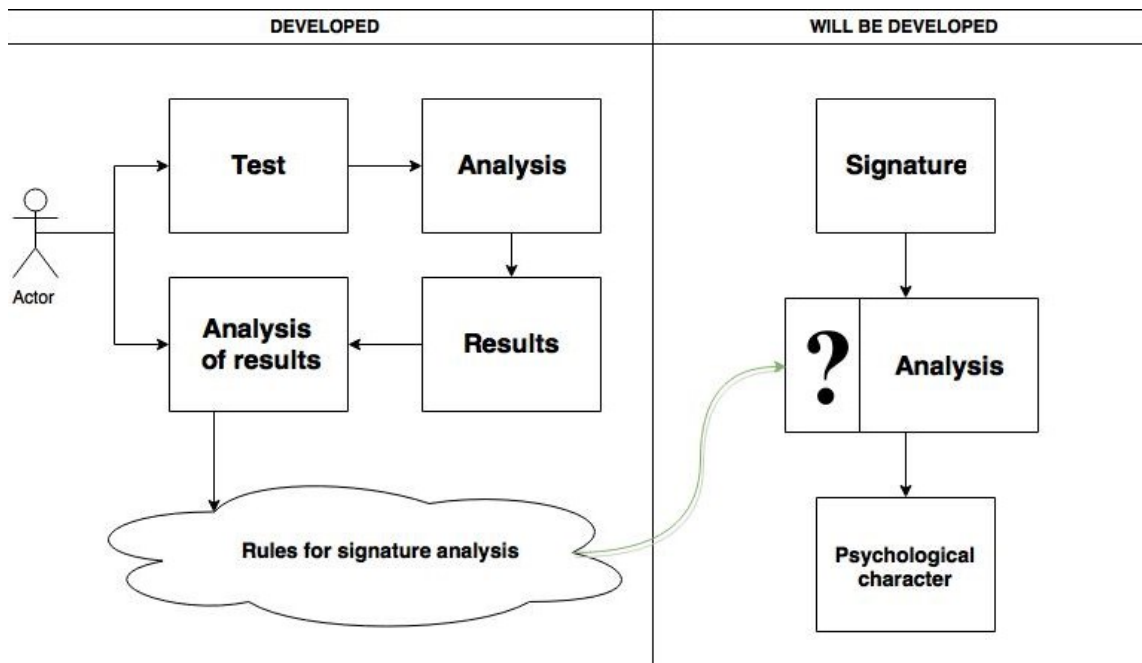 DEVELOPED
WILL BE DEVELOPED
Test
Analysis
Signature
Actor
Analysis
of results
Results
?
Analysis
Rules for signature analysis
Psychological
character